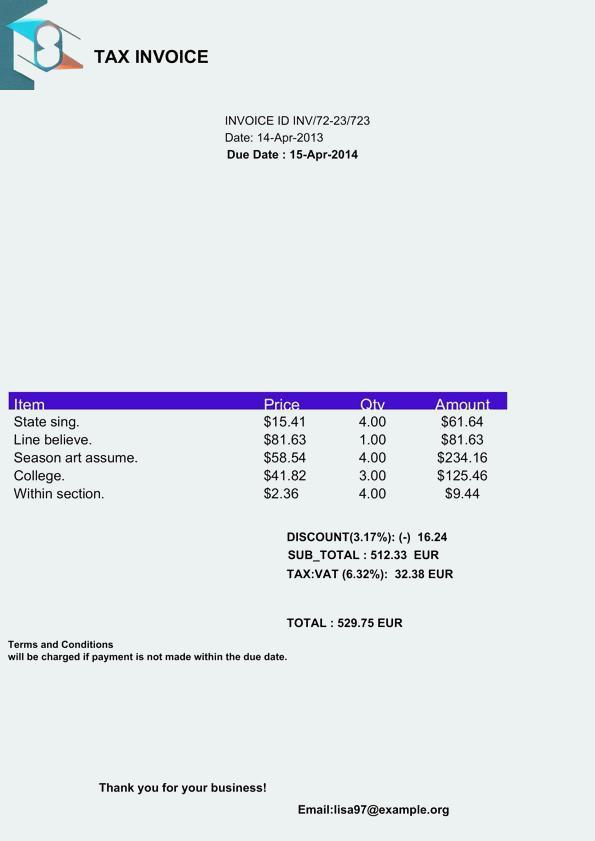 TAX INVOICE
INVOICE ID INV/72-23/723
Date: 14-Apr-2013
Due Date : 15-Apr-2014
Item Price Qty Amount
State sing. $15.41 4.00 $61.64
Line believe. $81.63 1.00 $81.63
Season art assume. $58.54 4.00 $234.16
College. $41.82 3.00 $125.46
Within section. $2.36 4.00 $9.44
DISCOUNT(3.17%): (-) 16.24
SUB_TOTAL : 512.33 EUR
TAX:VAT (6.32%): 32.38 EUR
TOTAL : 529.75 EUR
Terms and Conditions
will be charged if payment is not made within the due date.
Thank you for your business!
Email:lisa97@example.org